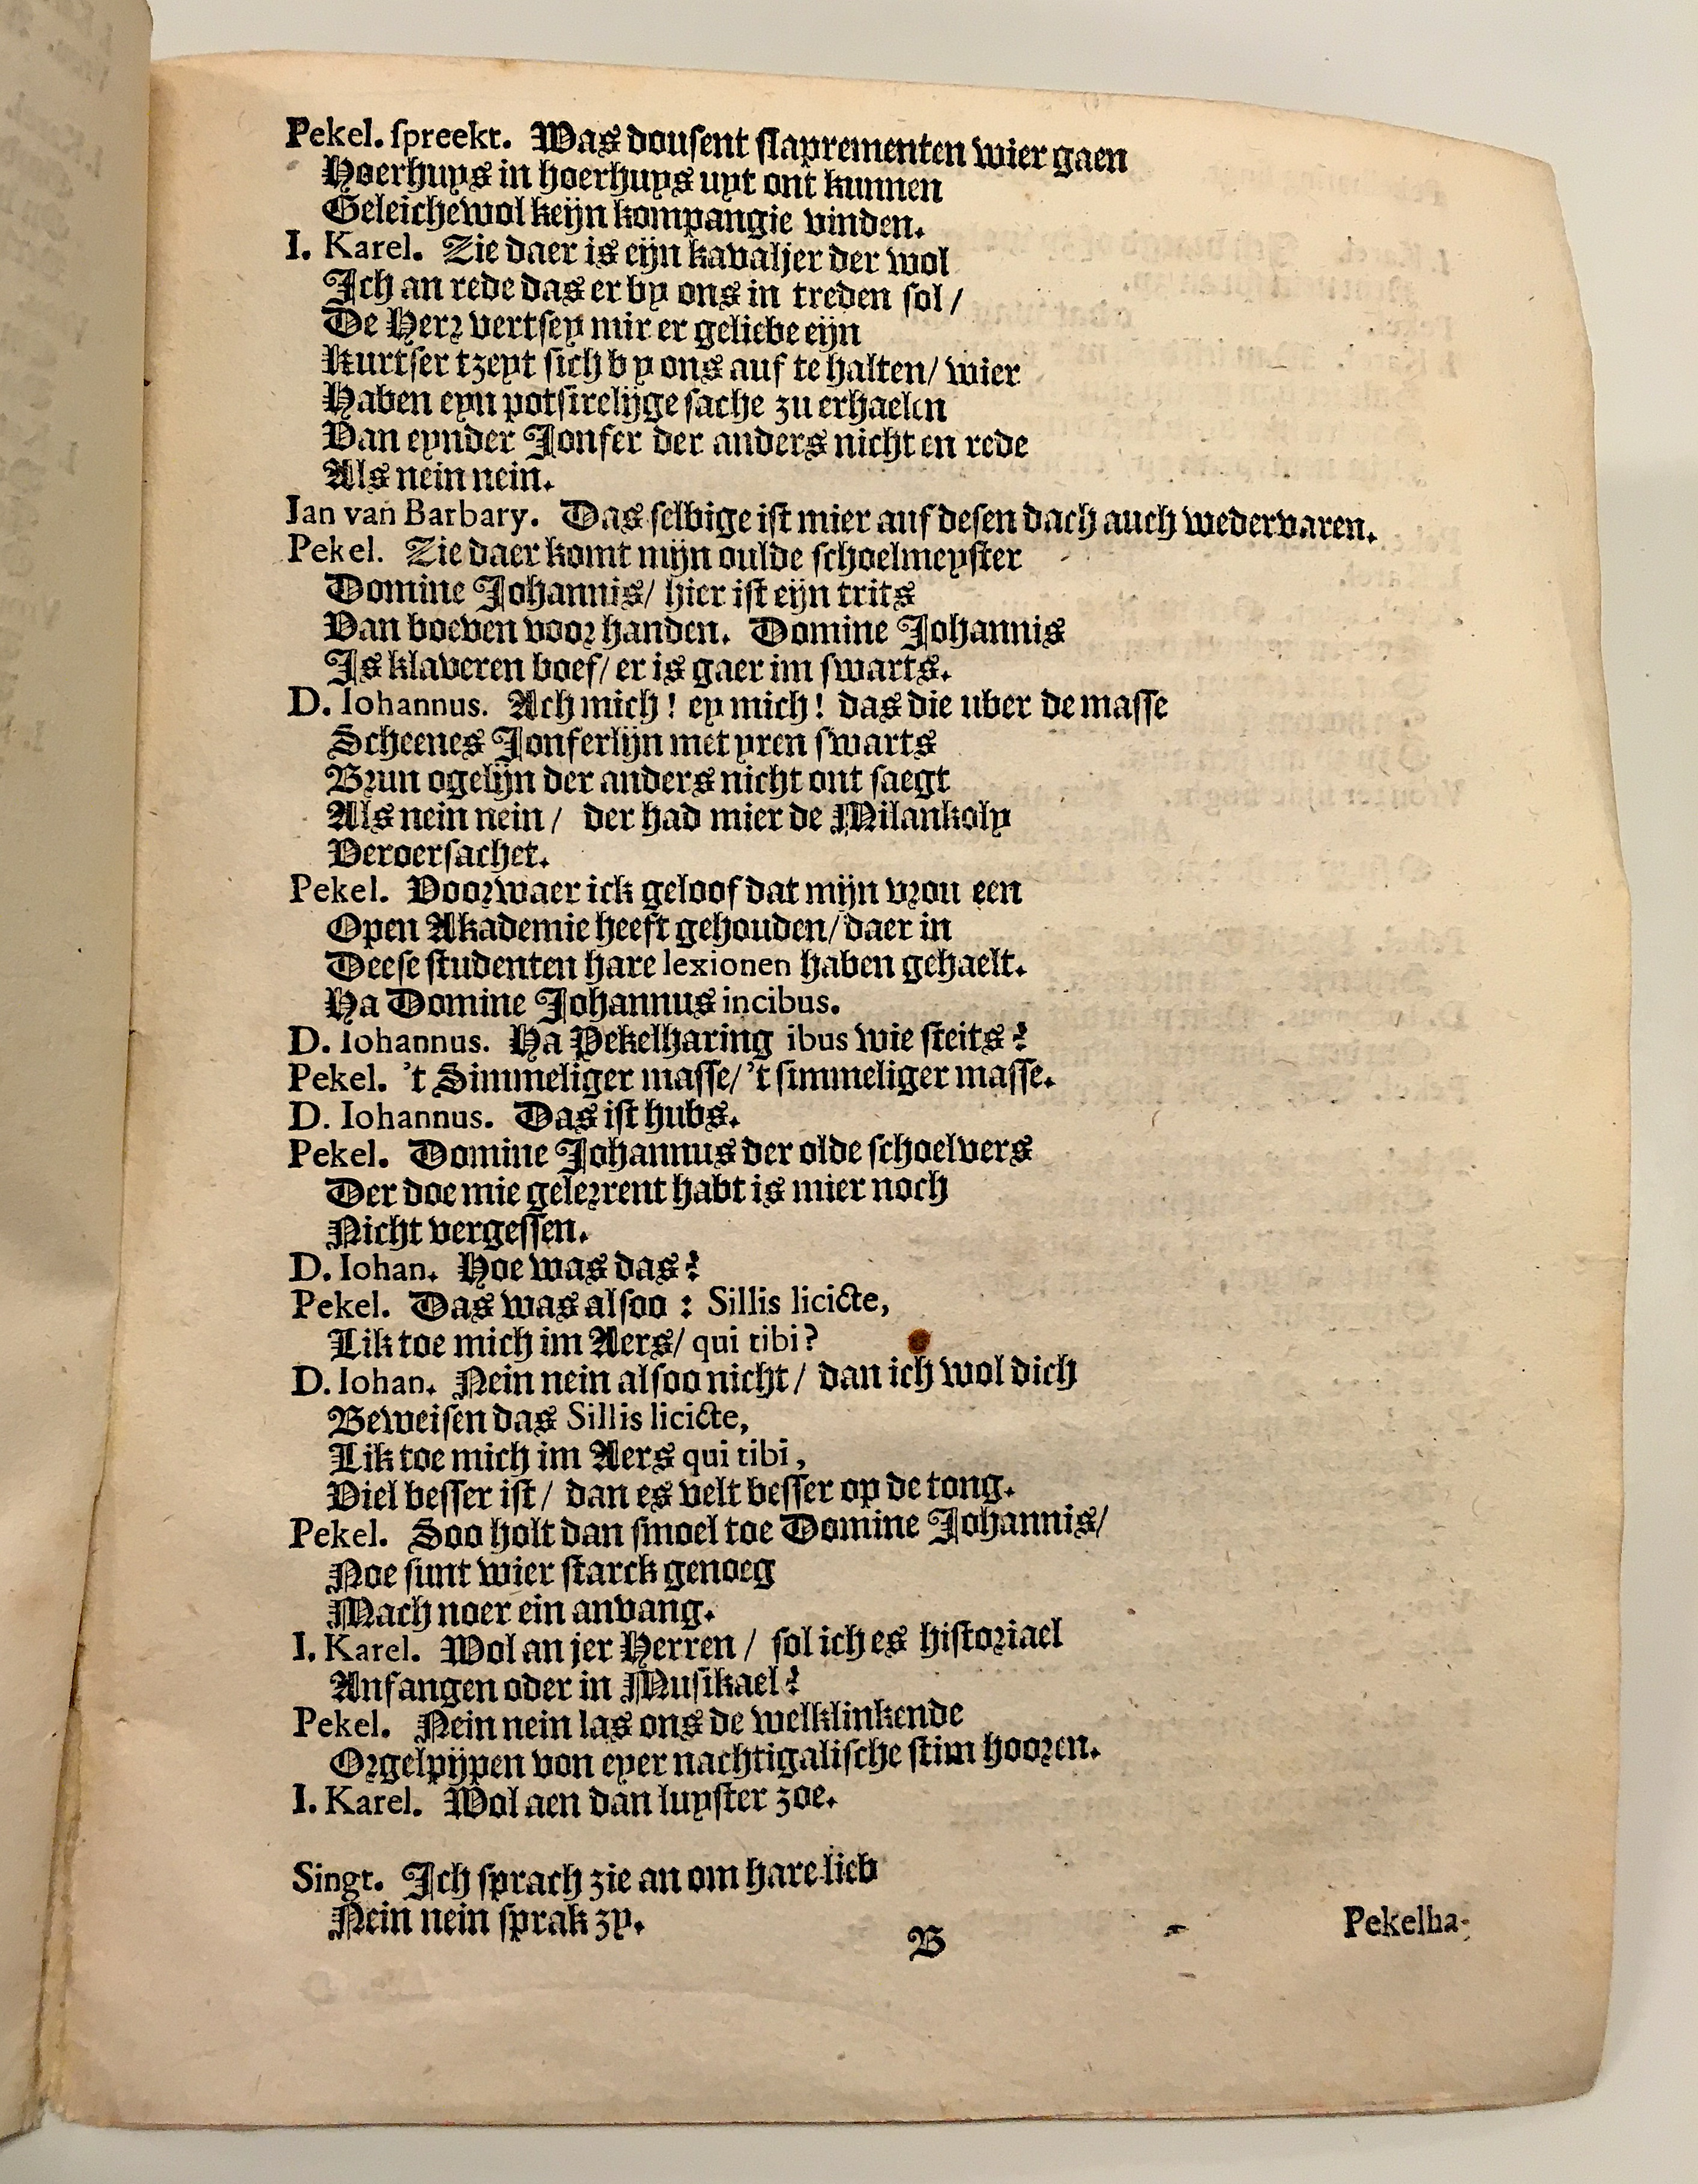 Pekel. spreekt. Was dousent slaprementen wier gaen
Hoerhuys in hoerhuys uyt ont kunnen
Geleichewol keijn kompangie vinden.
I. Karel. Zie daer is eijn kavaljer der wol
Ich an rede das er by ons in treden sol /
De Herr vertsey mir er geliebe eijn
Kurtser tzeyt sich by ons auf te halten / wier
Haben eyn potsirelijge sache zu erhaelen
Van eynder Jonfer der anders nicht en rede
Als nein nein.
Ian van Barbary. Das selbige ist mier auf desen dach auch wedervaren.
Pekel. Zie daer komt mijn oulde schoelmeyster
Domine Johannis / hier ist eijn trits
Van boeven voor handen. Domine Johannis
Is klaveren boef / er is gaer im swarts.
D. Iohannus. Ach mich ! ey mich ! das die uber de masse
Scheenes Jonferlijn met yren swarts
Brun ogelijn der anders nicht ont saegt
Als nein nein / der had mier de Milankoly
Veroersachet.
Pekel. Voorwaer ick geloof dat mijn vrou een
Open Akademie heeft gehouden / daer in
Deese studenten hare lexionen haben gehaelt.
Ha Domine Johannus incibus.
D. Iohannus. Ha Pekelharing ibus wie steits ?
Pekel. 't Simmeliger masse / 't simmeliger masse.
D. Iohannus. Das ist hubs.
Pekel. Domine Johannus der olde schoelvers
Der doe mie gelerrent habt is mier noch
Nicht vergessen.
D. Iohan. Hoe was das ?
Pekel. Das was alsoo : Sillis licicte,
Lik toe mich im Aers / qui tibi ?
D. Iohan. Nein nein alsoo nicht / dan ich wol dich
Beweisen das Sillis licicte,
Lik toe mich im Aers qui tibi,
Viel besser ist / dan es velt besser op de tong.
Pekel. Soo holt dan smoel toe Domine Johannis /
Noe sunt wier starck genoeg
Mach noer ein anvang.
I. Karel. Wol an jer Herren / sol ich es historiael
Anfangen oder in Musikael ?
Pekel. Nein nein las ons de welklinkende
Orgelpijpen von eyer nachtigalische stim hooren.
I. Karel. Wol aen dan luyster zoe.
Singt. Ich sprach zie an om hare lieb
Nein nein sprak zy.
B
Pekelha-